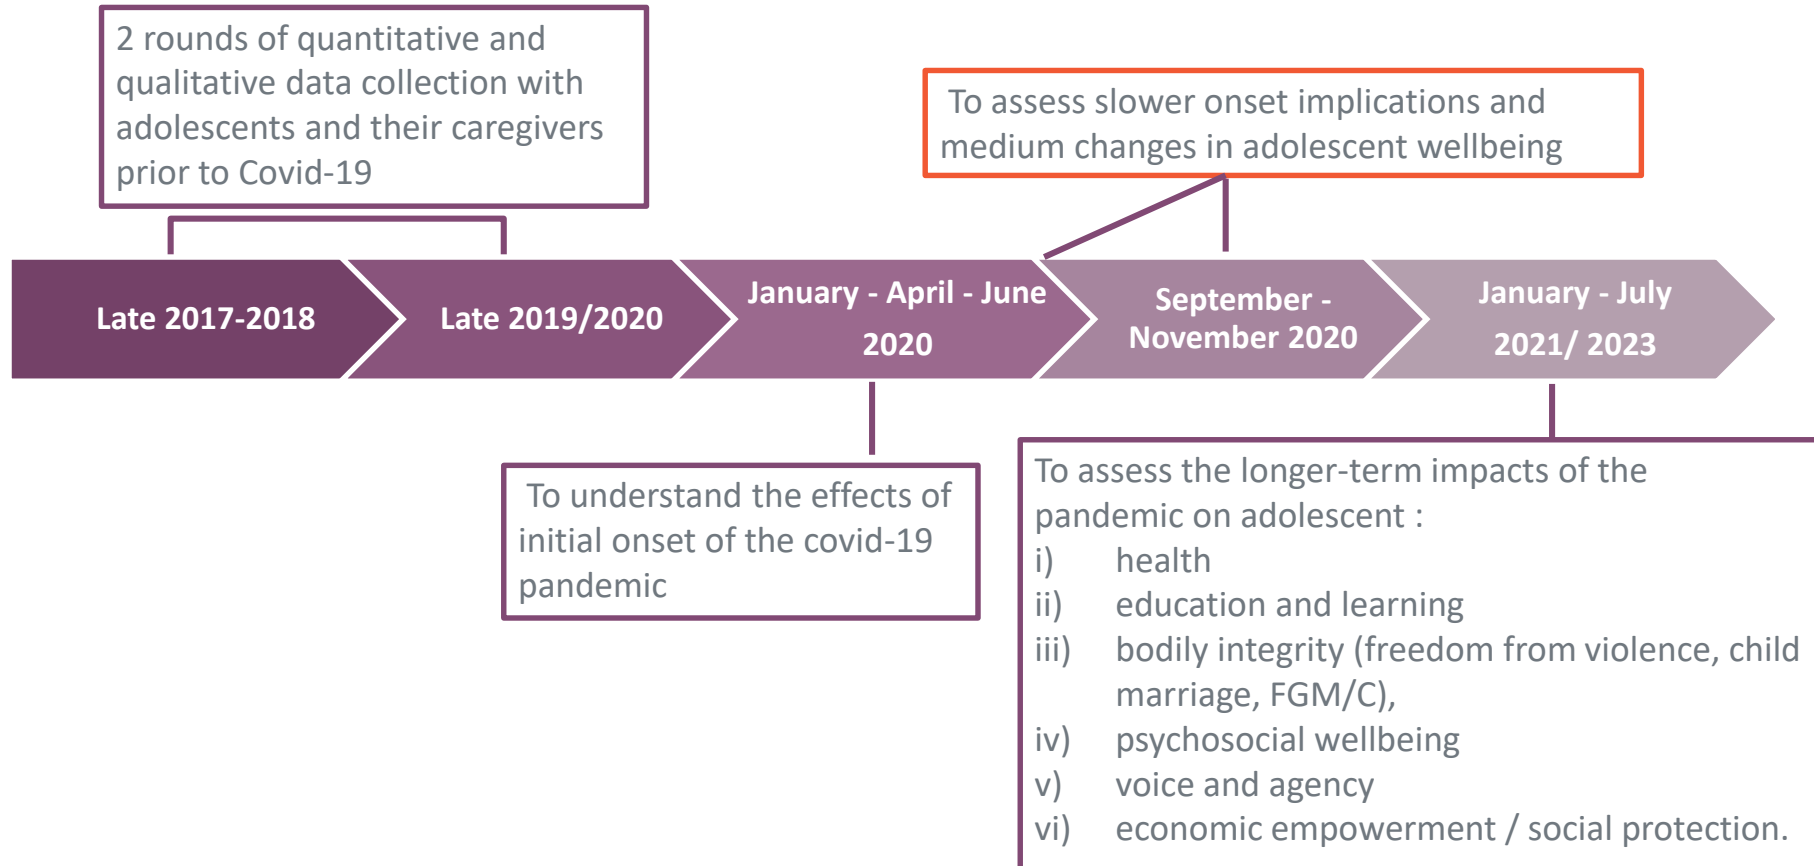 2 rounds of quantitative and
qualitative data collection with
adolescents and their caregivers
prior to Covid-19
To assess slower onset implications and
medium changes in adolescent wellbeing
Late 2017-2018
Late 2019/2020
January - April - June
2020
September -
November 2020
January - July
2021/ 2023
To understand the effects of
initial onset of the covid-19
pandemic
To assess the longer-term impacts of the
pandemic on adolescent :
i) health
ii) education and learning
iii) bodily integrity (freedom from violence, child
marriage, FGM/C),
iv) psychosocial wellbeing
v) voice and agency
vi) economic empowerment / social protection.